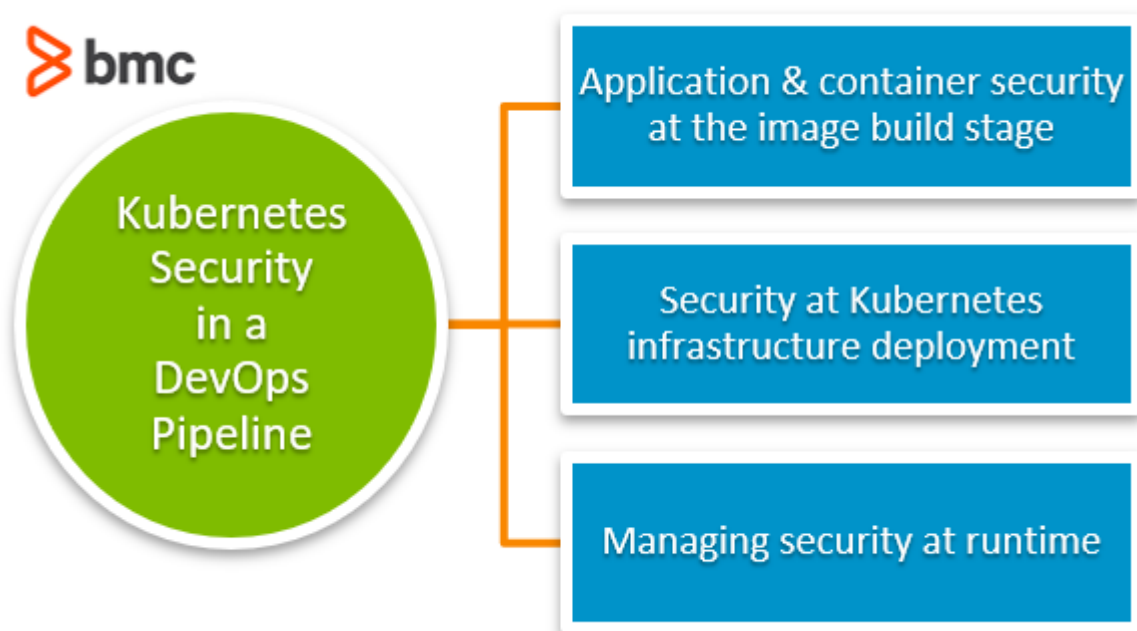 bmc
Kubernetes
Security
in a
DevOps
Pipeline
Application & container security
at the image build stage
Security at Kubernetes
infrastructure deployment
Managing security at runtime